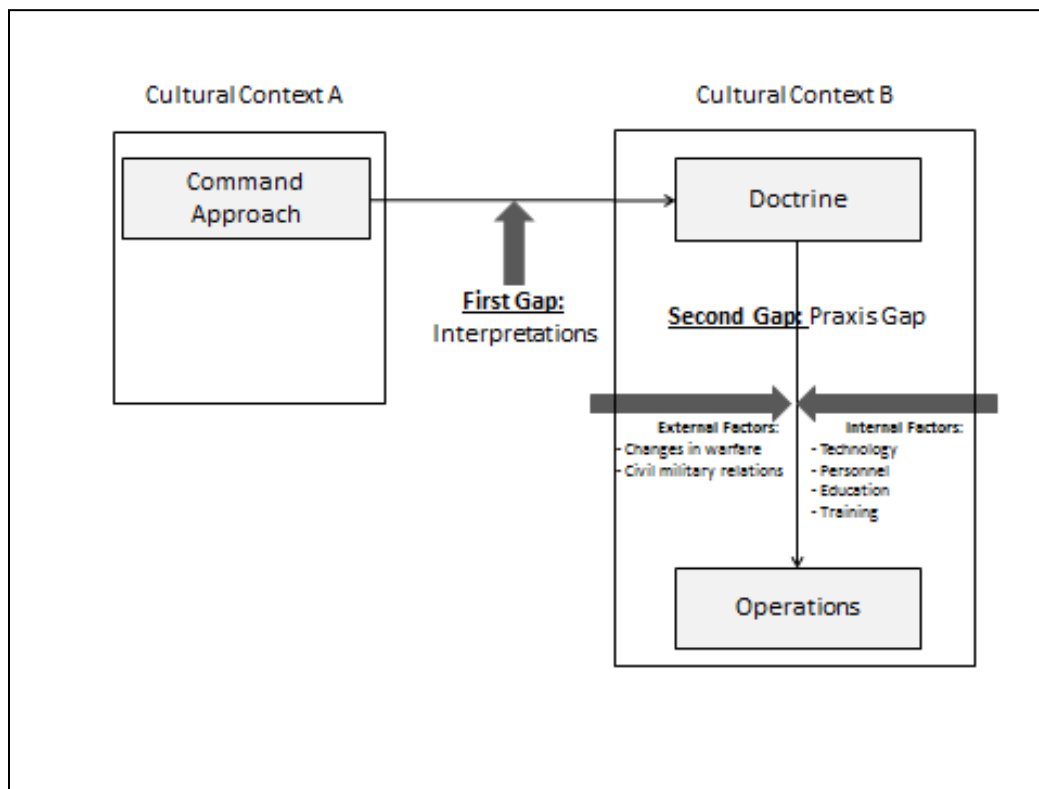 Cultural Context A
Cultural Context B
Command
Approach
Doctrine
First Gap:
Interpretations
Second Gap: Praxis Gap
External Factors:
- Changes in warfare
- Civil military relations
Internal Factors:
- Technology
- Personnel
- Education
- Training
Operations